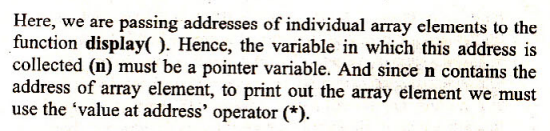 Here, we are passing addresses of individual array elements to the
function display( ). Hence, the variable in which this address is
collected (n) must be a pointer variable. And since n contains the
address of array element, to print out the array element we must
use the ‘value at address’ operator (*).